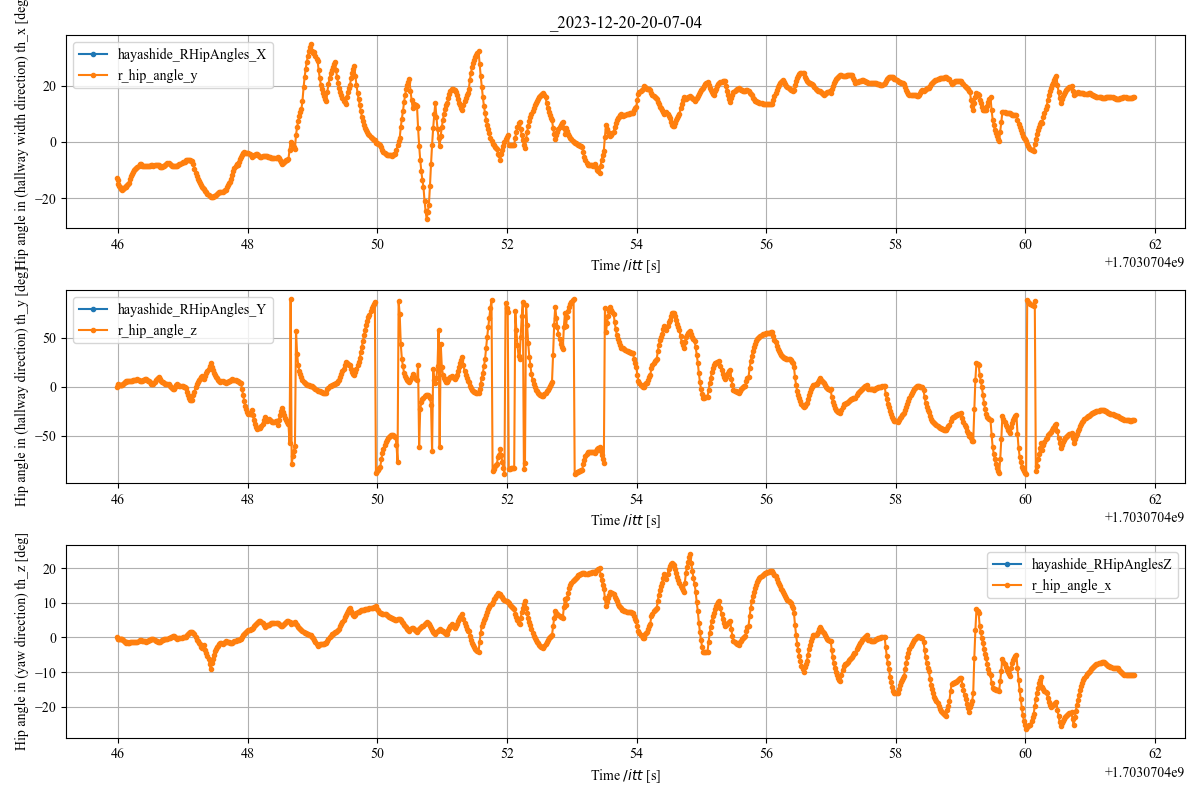 _2023-12-20-20-07-04
Hip angle in (hallway width direction) th_x [deg]
hayashide_RHipAngles_X
r_hip_angle_y
20
0
−20
46 48 50 52 54 56 58 60 62
Time /itt [s]
+1.7030704e9
Hip angle in (hallway direction) th_y [deg]
hayashide_RHipAngles_Y
r_hip_angle_z
50
0
−50
46 48 50 52 54 56 58 60 62
Time /itt [s]
+1.7030704e9
Hip angle in (yaw direction) th_z [deg]
hayashide_RHipAnglesZ
r_hip_angle_x
20
10
0
−10
−20
46 48 50 52 54 56 58 60 62
Time /itt [s]
+1.7030704e9